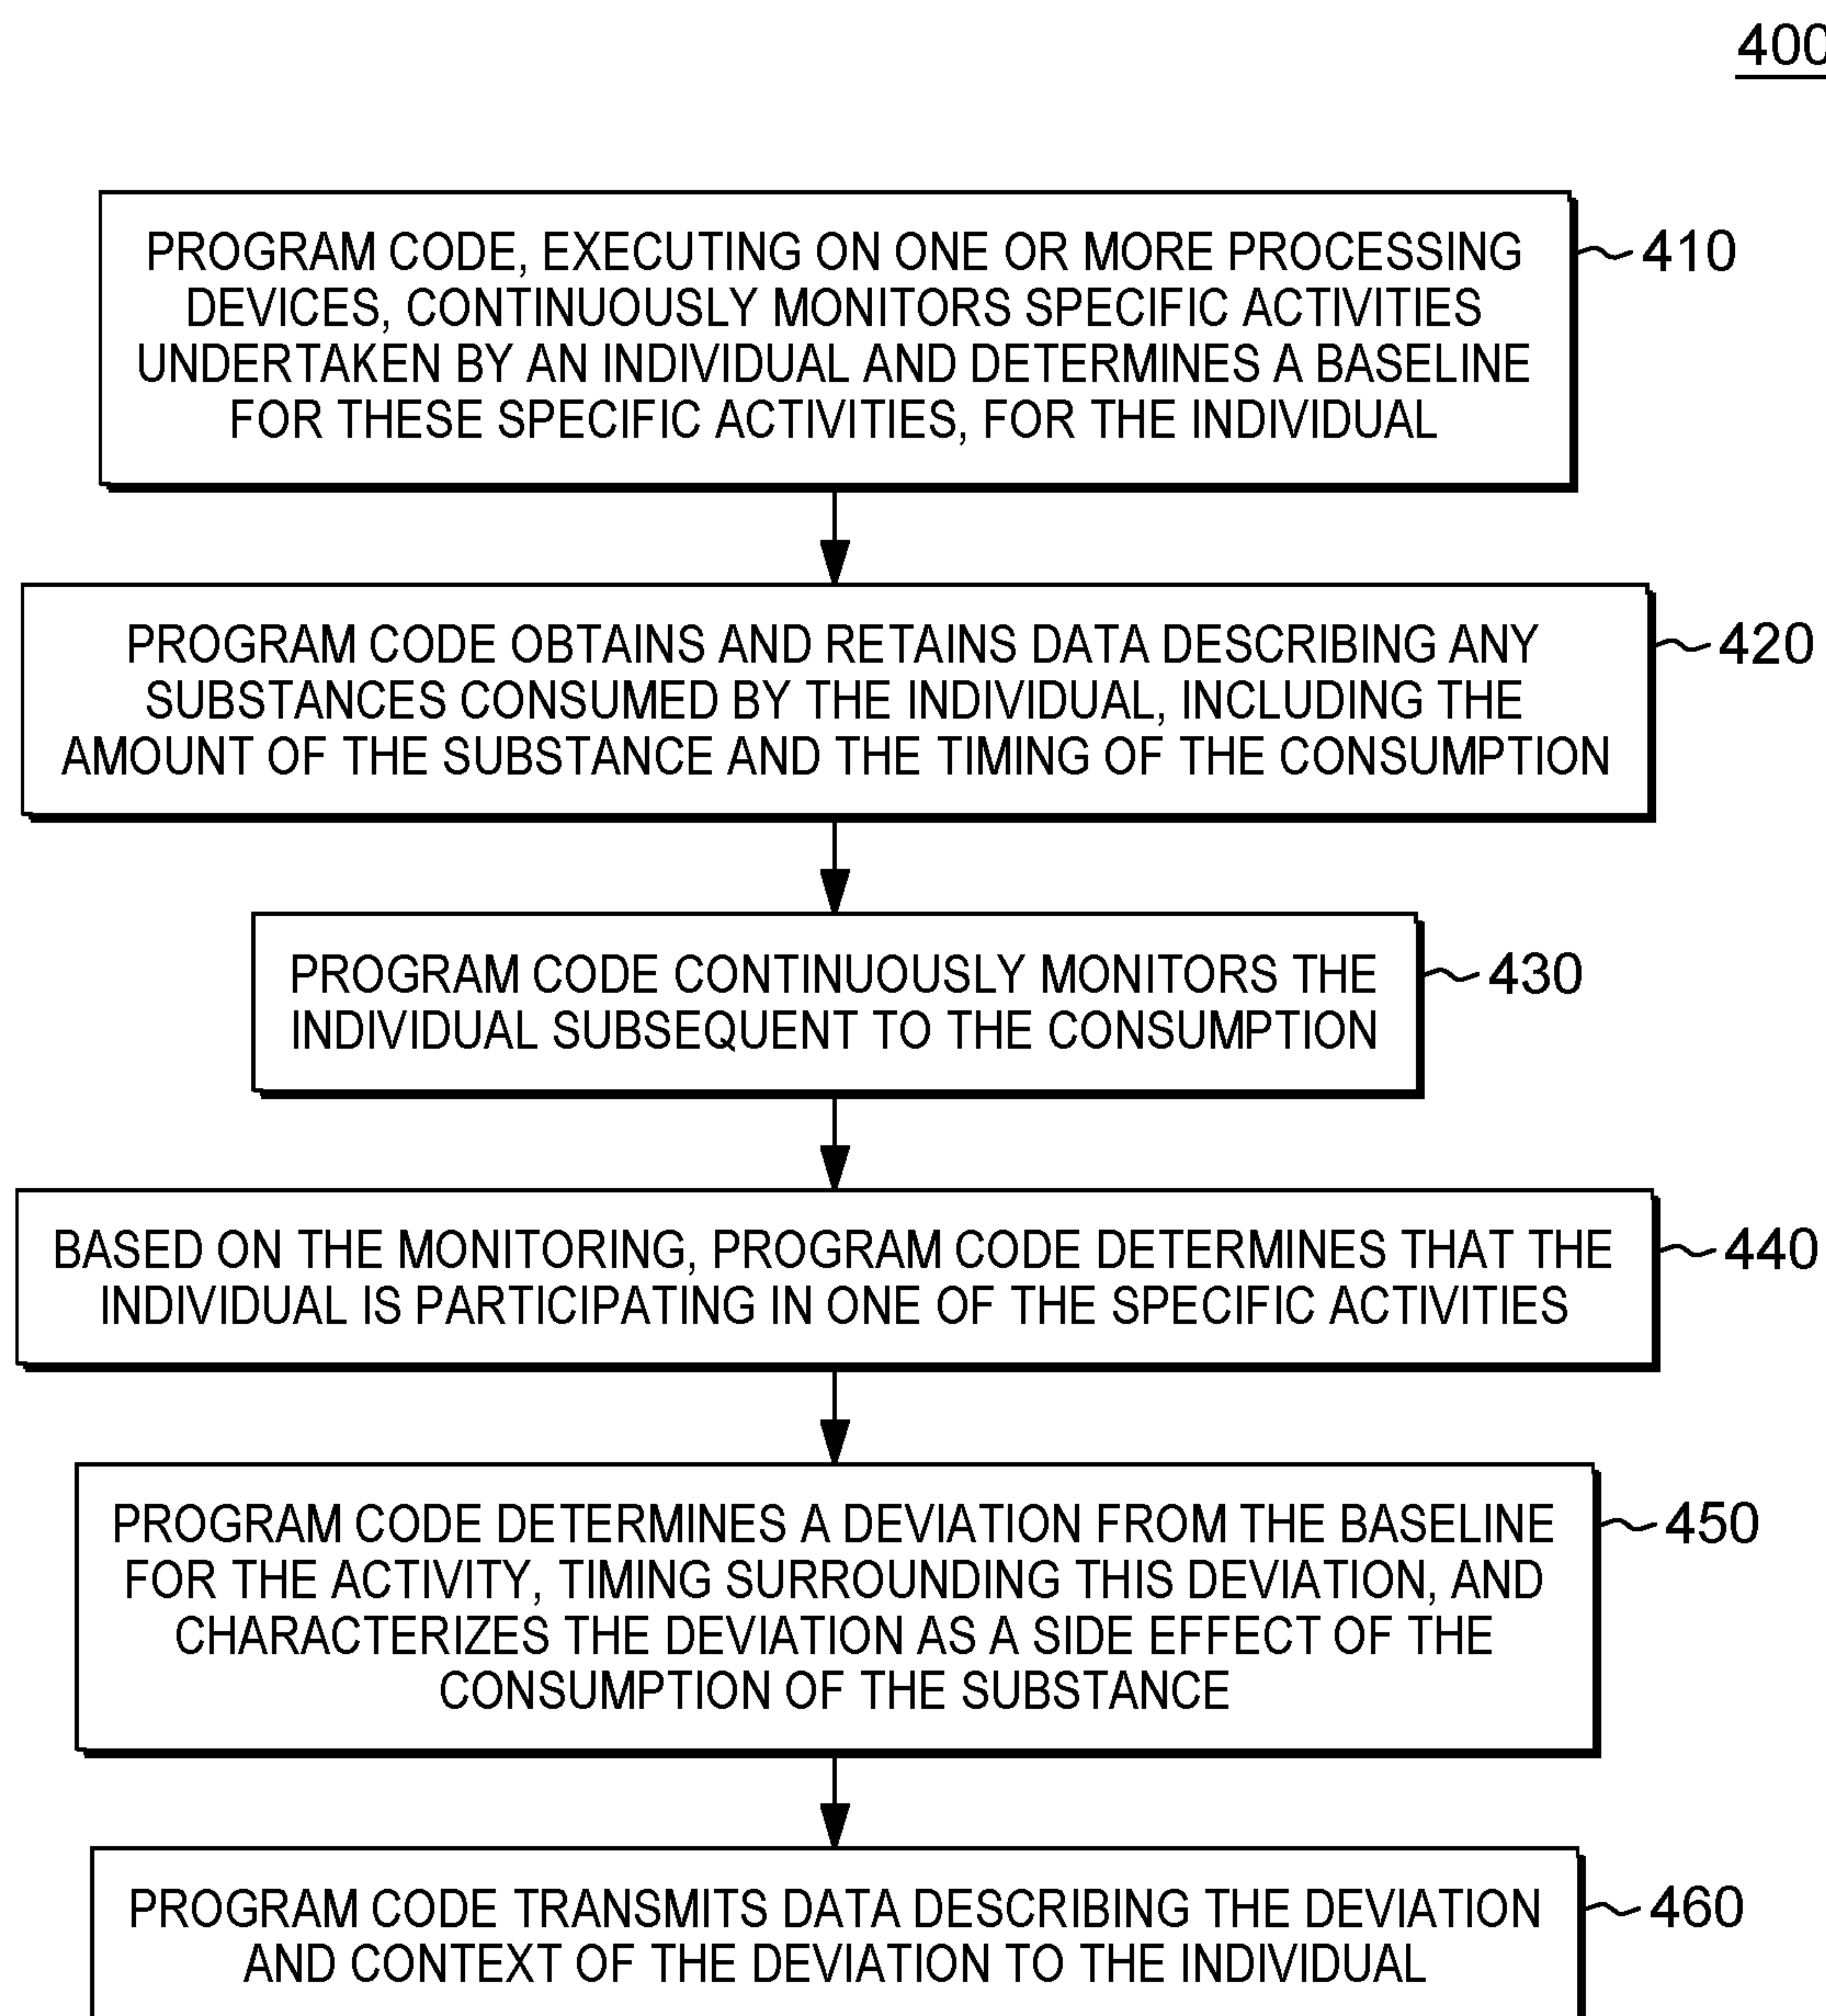 400
PROGRAM CODE, EXECUTING ON ONE OR MORE PROCESSING
DEVICES, CONTINUOUSLY MONITORS SPECIFIC ACTIVITIES
UNDERTAKEN BY AN INDIVIDUAL AND DETERMINES A BASELINE
FOR THESE SPECIFIC ACTIVITIES, FOR THE INDIVIDUAL
410
PROGRAM CODE OBTAINS AND RETAINS DATA DESCRIBING ANY
SUBSTANCES CONSUMED BY THE INDIVIDUAL, INCLUDING THE
AMOUNT OF THE SUBSTANCE AND THE TIMING OF THE CONSUMPTION
420
PROGRAM CODE CONTINUOUSLY MONITORS THE
INDIVIDUAL SUBSEQUENT TO THE CONSUMPTION
430
BASED ON THE MONITORING, PROGRAM CODE DETERMINES THAT THE
INDIVIDUAL IS PARTICIPATING IN ONE OF THE SPECIFIC ACTIVITIES
440
PROGRAM CODE DETERMINES A DEVIATION FROM THE BASELINE
FOR THE ACTIVITY, TIMING SURROUNDING THIS DEVIATION, AND
CHARACTERIZES THE DEVIATION AS A SIDE EFFECT OF THE
CONSUMPTION OF THE SUBSTANCE
450
PROGRAM CODE TRANSMITS DATA DESCRIBING THE DEVIATION
AND CONTEXT OF THE DEVIATION TO THE INDIVIDUAL
460